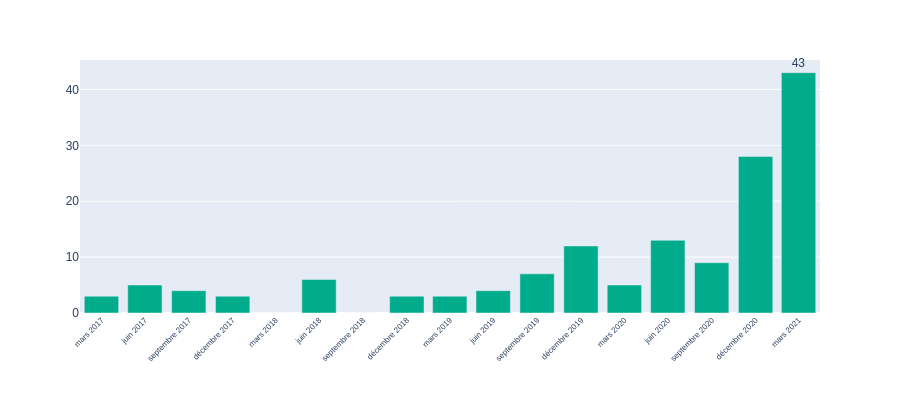 43
40
30
20
10
0
mars 2017
juin 2017
septembre 2017
décembre 2017
mars 2018
juin 2018
septembre 2018
décembre 2018
mars 2019
juin 2019
septembre 2019
décembre 2019
mars 2020
juin 2020
septembre 2020
décembre 2020
mars 2021